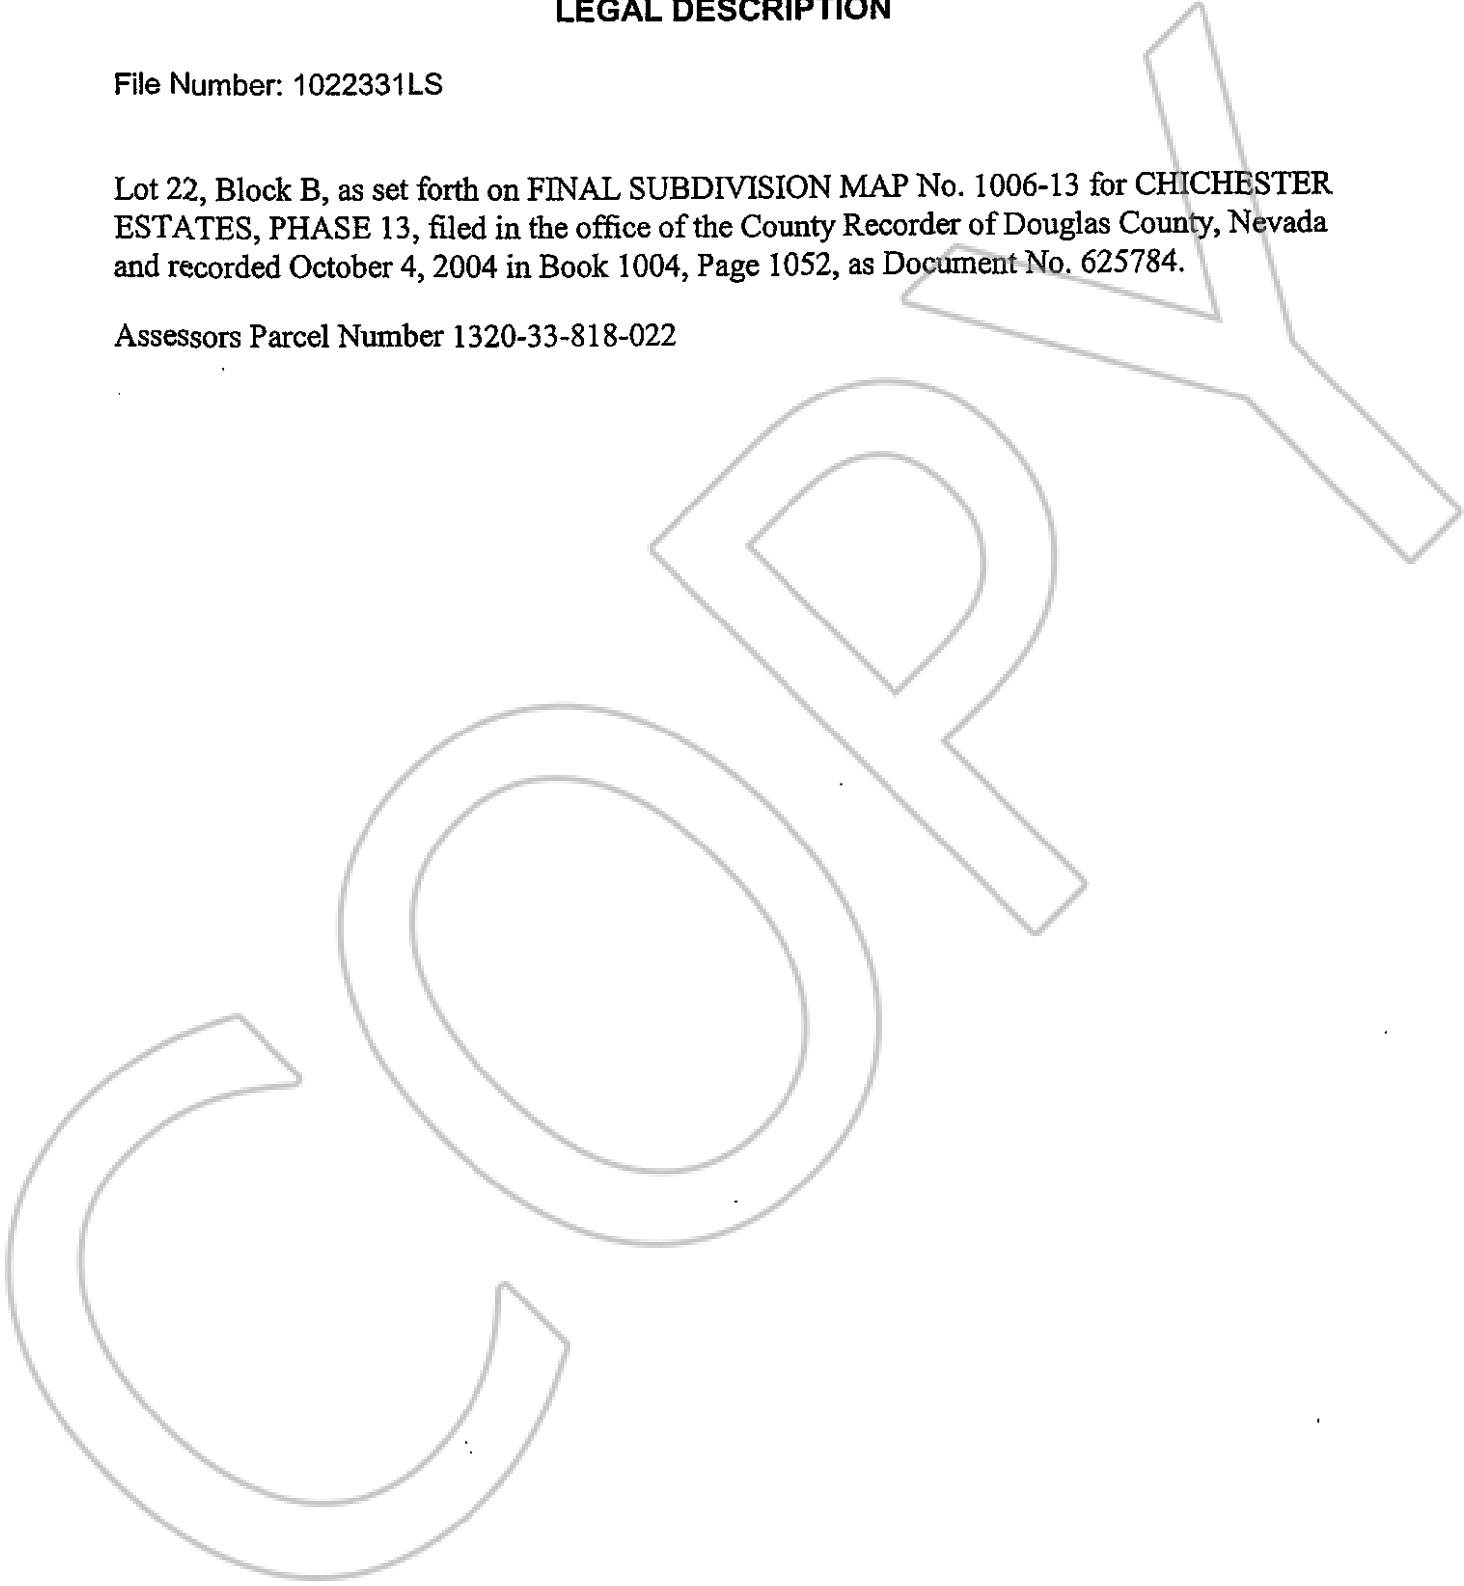 LEGAL DESCRIPTION
File Number: 1022331LS
Lot 22, Block B, as set forth on FINAL SUBDIVISION MAP No. 1006-13 for CHICHESTER
ESTATES, PHASE 13, filed in the office of the County Recorder of Douglas County, Nevada
and recorded October 4, 2004 in Book 1004, Page 1052, as Document No. 625784.
Assessors Parcel Number 1320-33-818-022
COPY